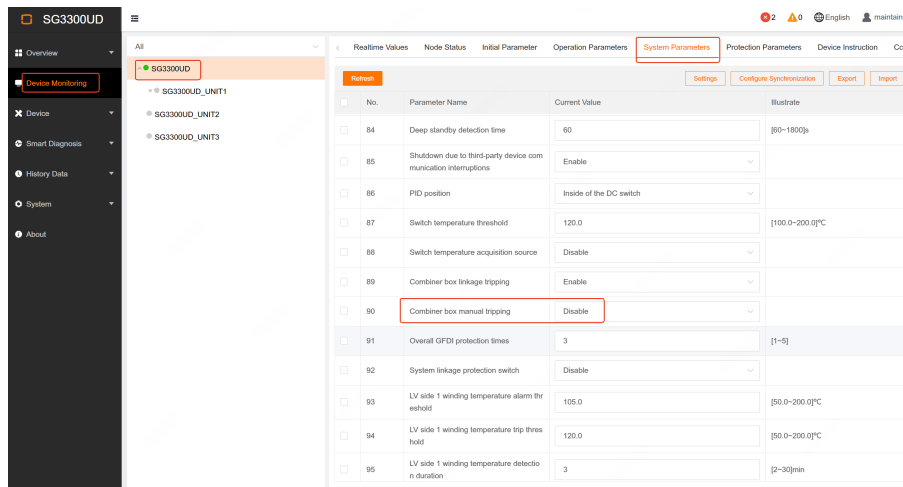 SG3300UD
2 0 English maintain
Overview
Device Monitoring
Device
Smart Diagnosis
History Data
System
About
All
SG3300UD
SG3300UD_UNIT1
SG3300UD_UNIT2
SG3300UD_UNIT3
Realtime Values Node Status Initial Parameter Operation Parameters System Parameters Protection Parameters Device Instruction Co
Refresh Settings Configure Synchronization Export Import
No. Parameter Name Current Value Illustrate
84 Deep standby detection time 60 [60~1800]s
85 Shutdown due to third-party device com
munication interruptions Enable
86 PID position Inside of the DC switch
87 Switch temperature threshold 120.0 [100.0~200.0]℃
88 Switch temperature acquisition source Disable
89 Combiner box linkage tripping Enable
90 Combiner box manual tripping Disable
91 Overall GFDI protection times 3 [1~5]
92 System linkage protection switch Disable
93 LV side 1 winding temperature alarm thr
eshold 105.0 [50.0~200.0]℃
94 LV side 1 winding temperature trip thres
hold 120.0 [50.0~200.0]℃
95 LV side 1 winding temperature detectio
n duration 3 [2~30]min